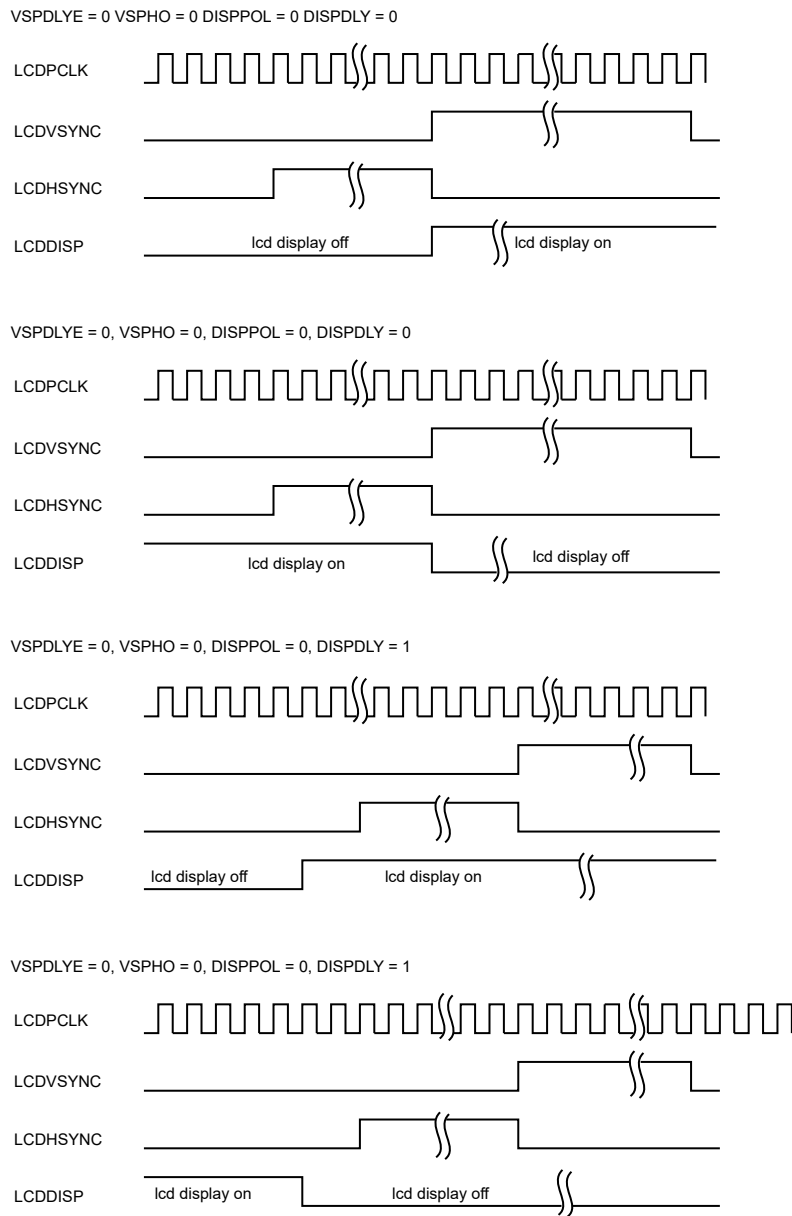 VSPDLYE = 0 VSPHO = 0 DISPPOL = 0 DISPDLY = 0
LCDPCLK
LCDVSYNC
LCDHSYNC
LCDDISP
lcd display off
lcd display on
VSPDLYE = 0, VSPHO = 0, DISPPOL = 0, DISPDLY = 0
LCDPCLK
LCDVSYNC
LCDHSYNC
LCDDISP
lcd display on
lcd display off
VSPDLYE = 0, VSPHO = 0, DISPPOL = 0, DISPDLY = 1
LCDPCLK
LCDVSYNC
LCDHSYNC
LCDDISP
lcd display off
lcd display on
VSPDLYE = 0, VSPHO = 0, DISPPOL = 0, DISPDLY = 1
LCDPCLK
LCDVSYNC
LCDHSYNC
LCDDISP
lcd display on
lcd display off